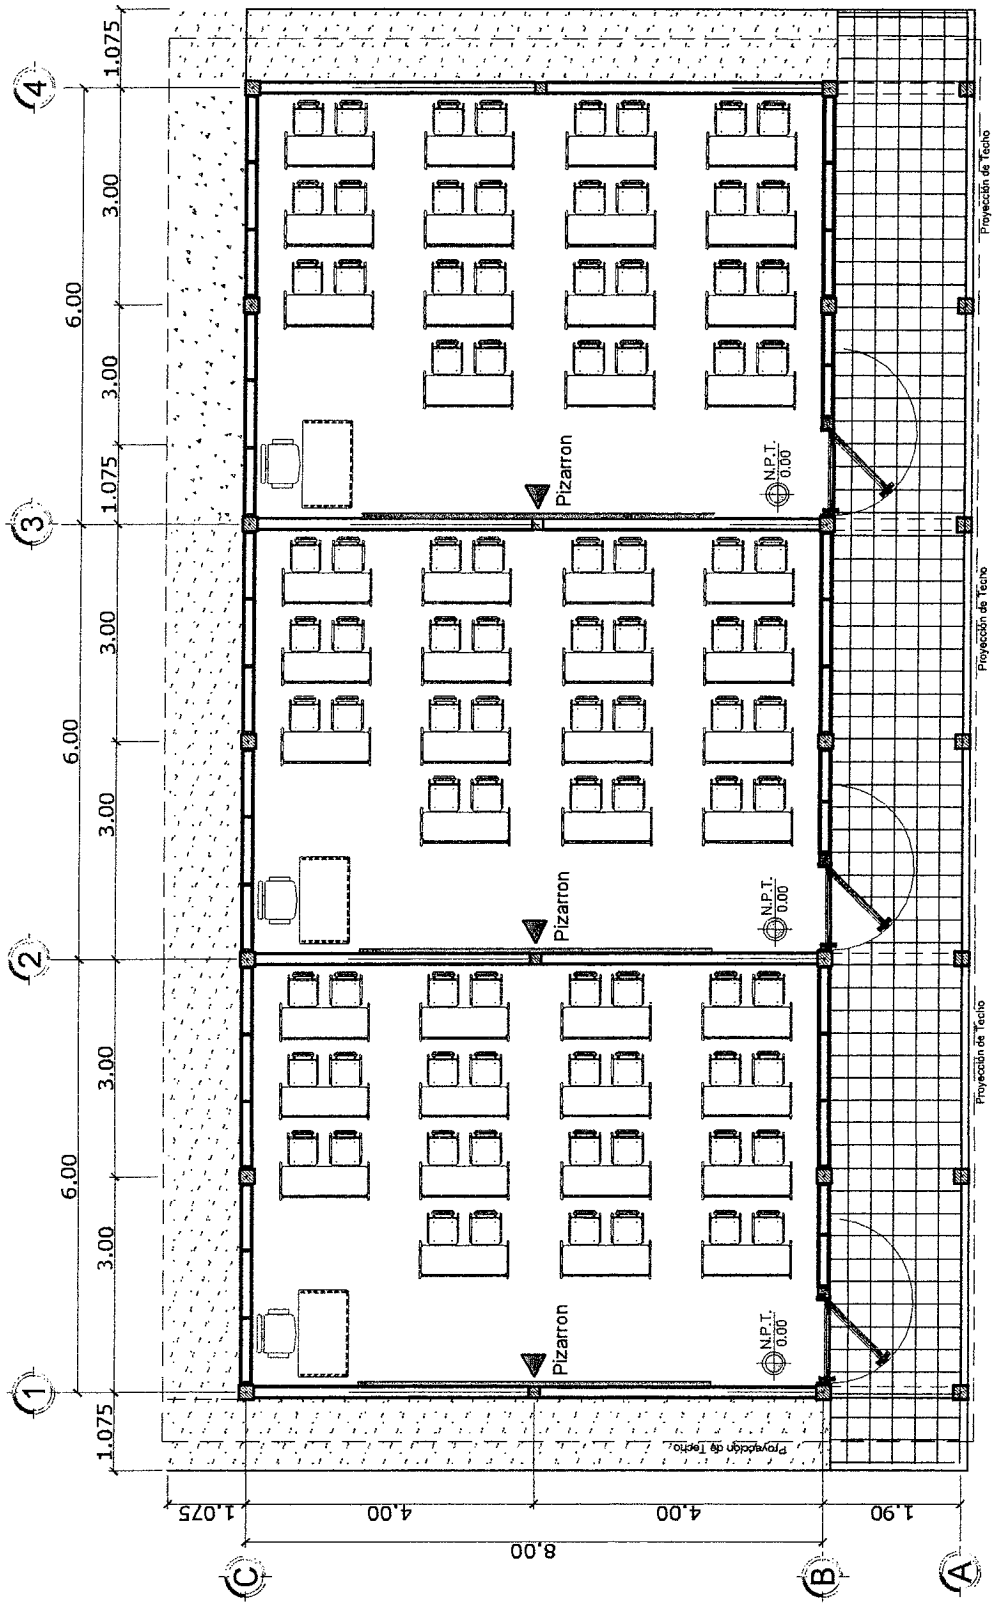 1 2 3 4
6.00 6.00 6.00
1.075 3.00 3.00 3.00 3.00 1.075 3.00 3.00 1.075
1.075
C
4.00
8.00
4.00
Pizarron
Pizarron
Pizarron
N.P.T.
0.00
N.P.T.
0.00
N.P.T.
0.00
Proyección de Techo
B
1.90
A
Proyección de Techo
Proyección de Techo
Proyección de Techo